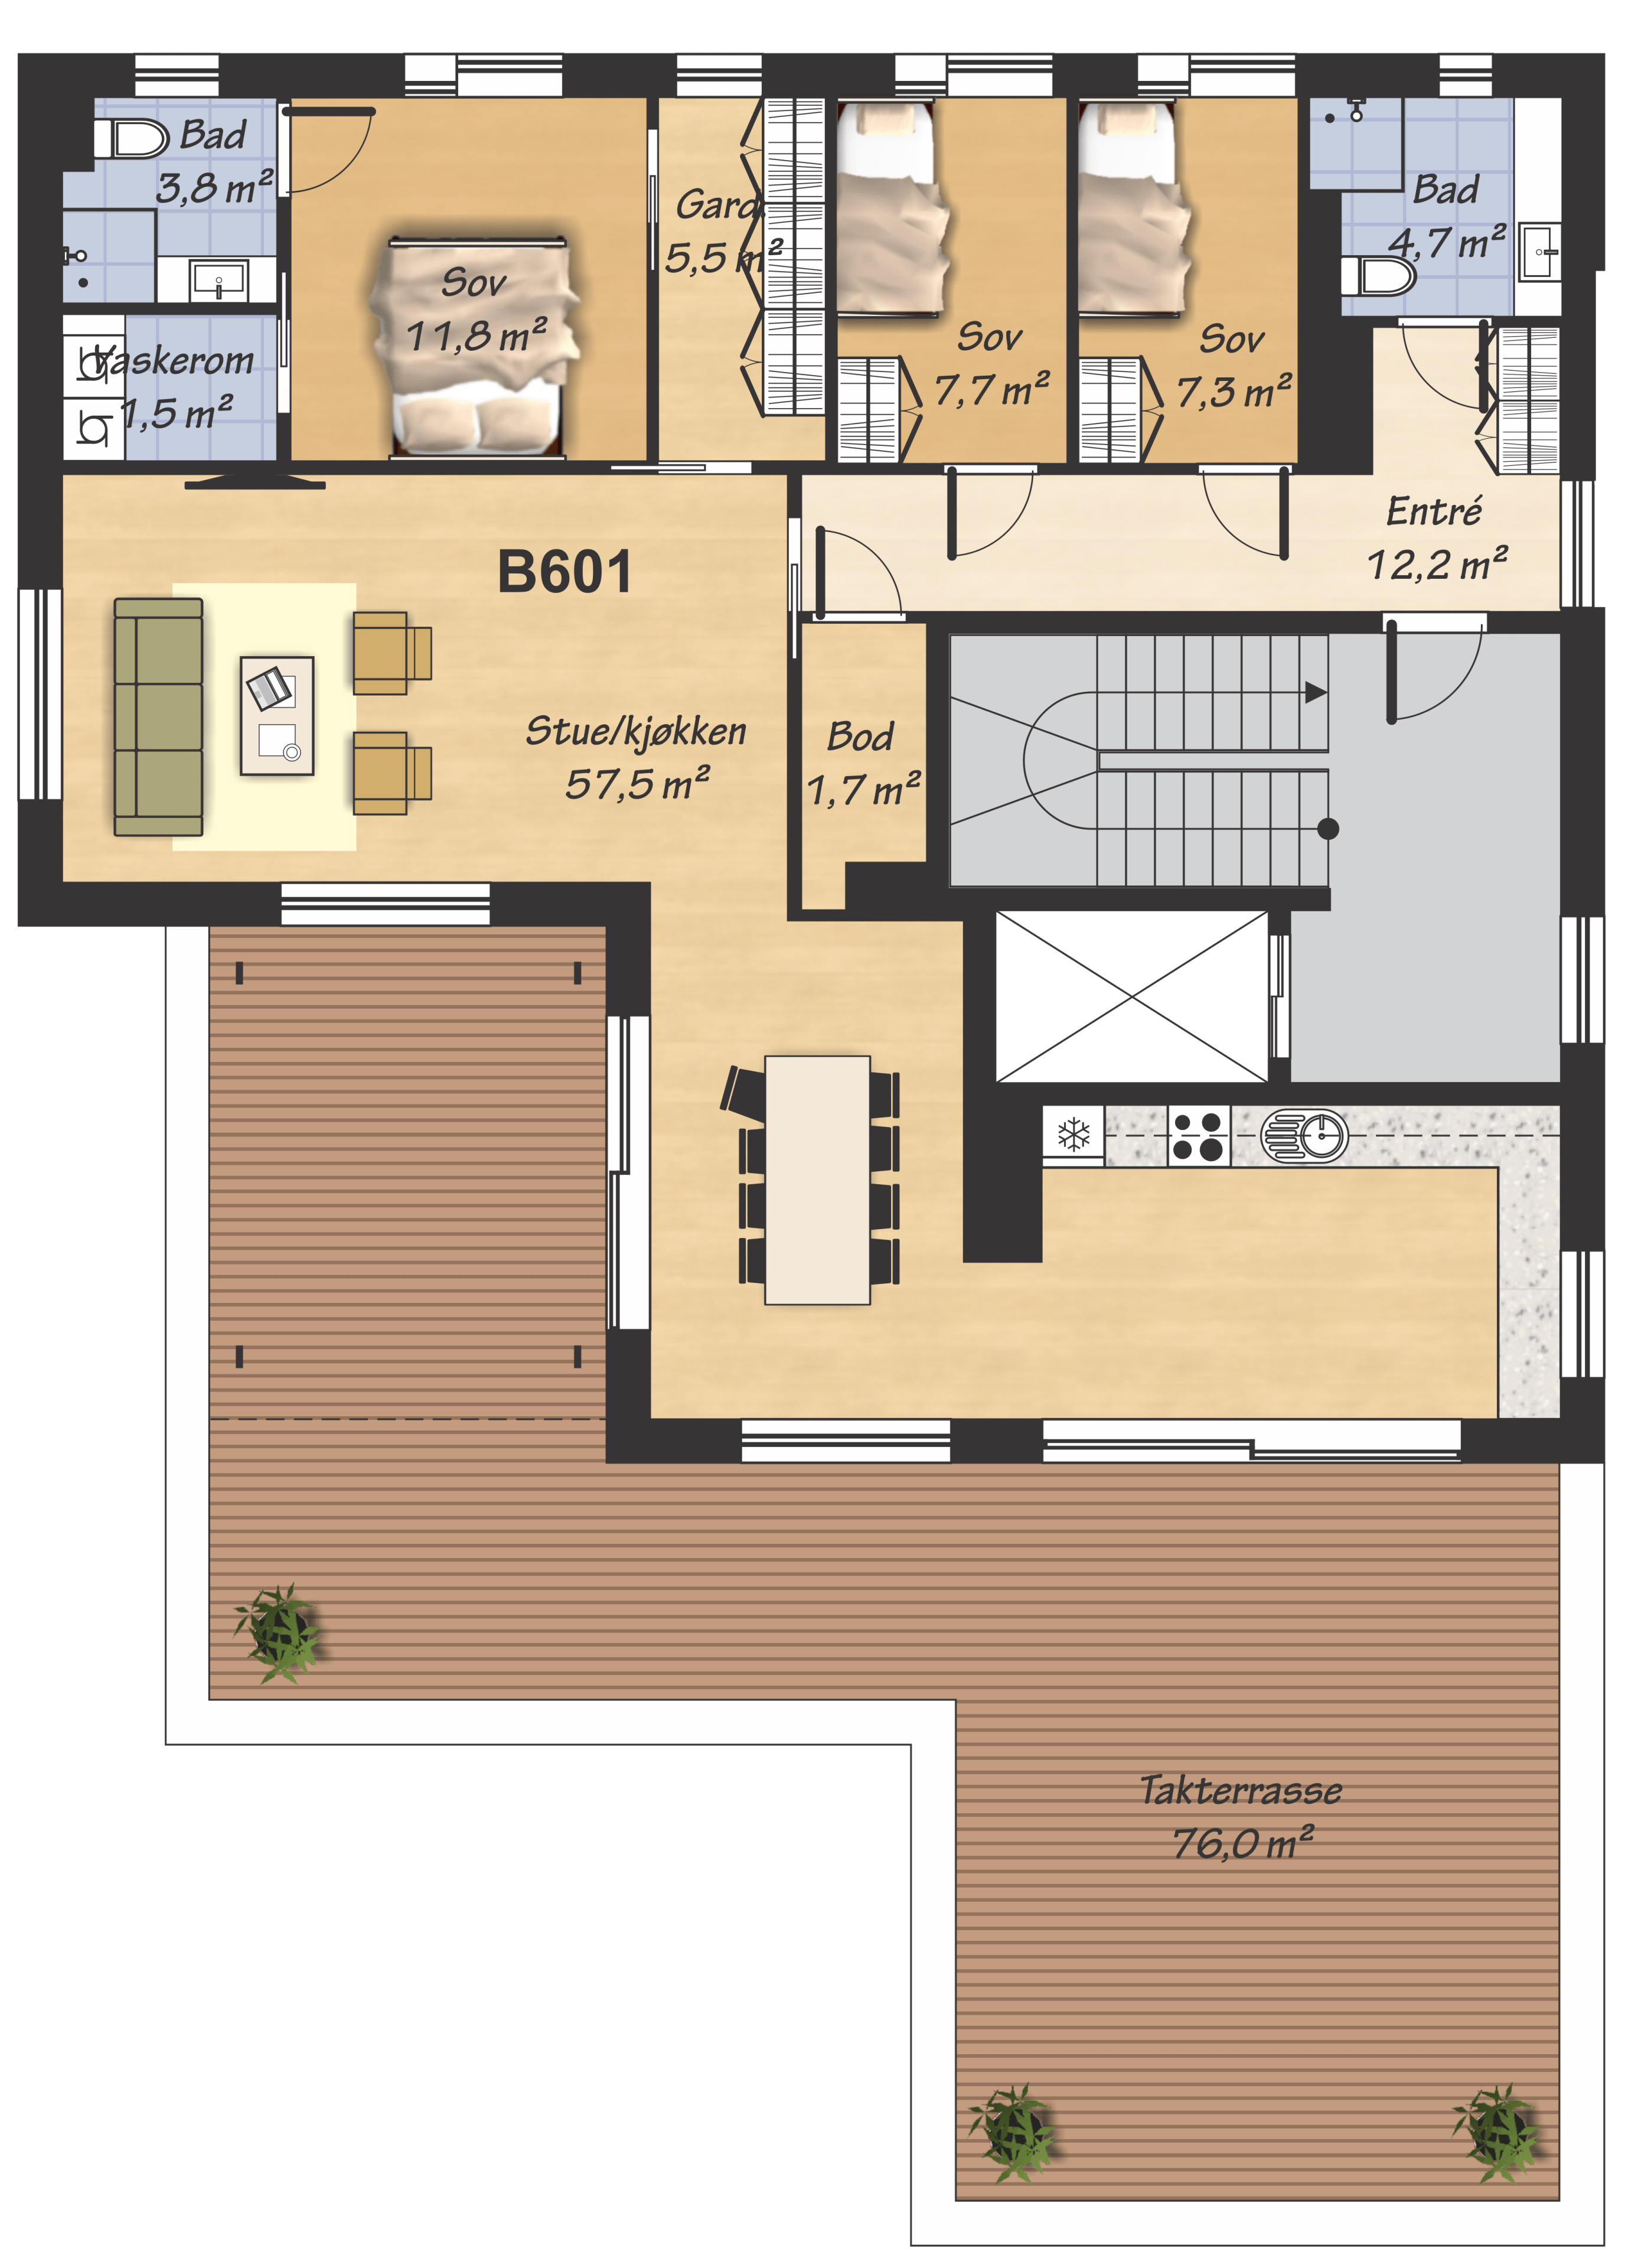 Bad
3,8 m²
Vaskerom
1,5 m²
Sov
11,8 m²
Gard.
5,5 m²
Sov
7,7 m²
Sov
7,3 m²
Bad
4,7 m²
Entré
12,2 m²
B601
Stue/kjøkken
57,5 m²
Bod
1,7 m²
Takterrasse
76,0 m²